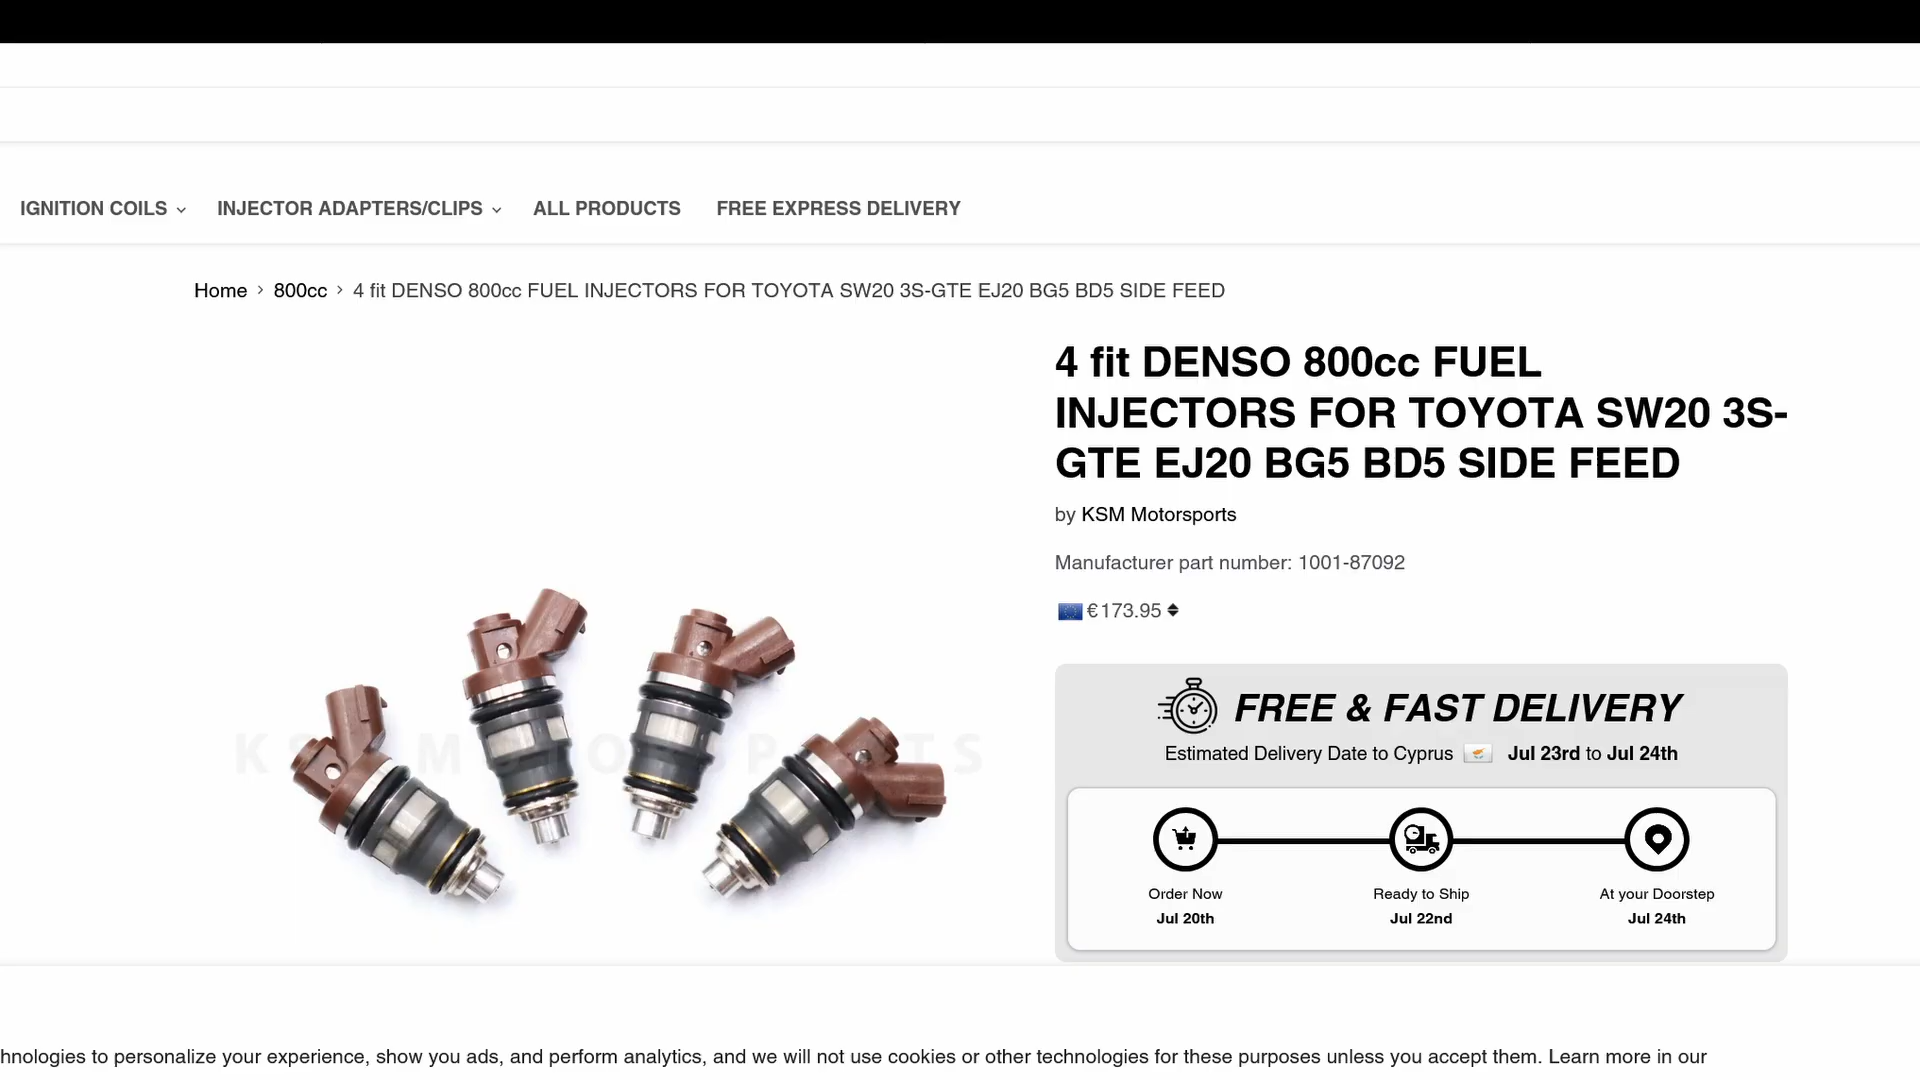 IGNITION COILS
INJECTOR ADAPTERS/CLIPS
ALL PRODUCTS
FREE EXPRESS DELIVERY
Home > 800cc > 4 fit DENSO 800cc FUEL INJECTORS FOR TOYOTA SW20 3S-GTE EJ20 BG5 BD5 SIDE FEED
4 fit DENSO 800cc FUEL
INJECTORS FOR TOYOTA SW20 3S-
GTE EJ20 BG5 BD5 SIDE FEED
by KSM Motorsports
Manufacturer part number: 1001-87092
€173.95
KSM MOTORSPORTS
FREE & FAST DELIVERY
Estimated Delivery Date to Cyprus Jul 23rd to Jul 24th
Order Now
Jul 20th
Ready to Ship
Jul 22nd
At your Doorstep
Jul 24th
hnologies to personalize your experience, show you ads, and perform analytics, and we will not use cookies or other technologies for these purposes unless you accept them. Learn more in our